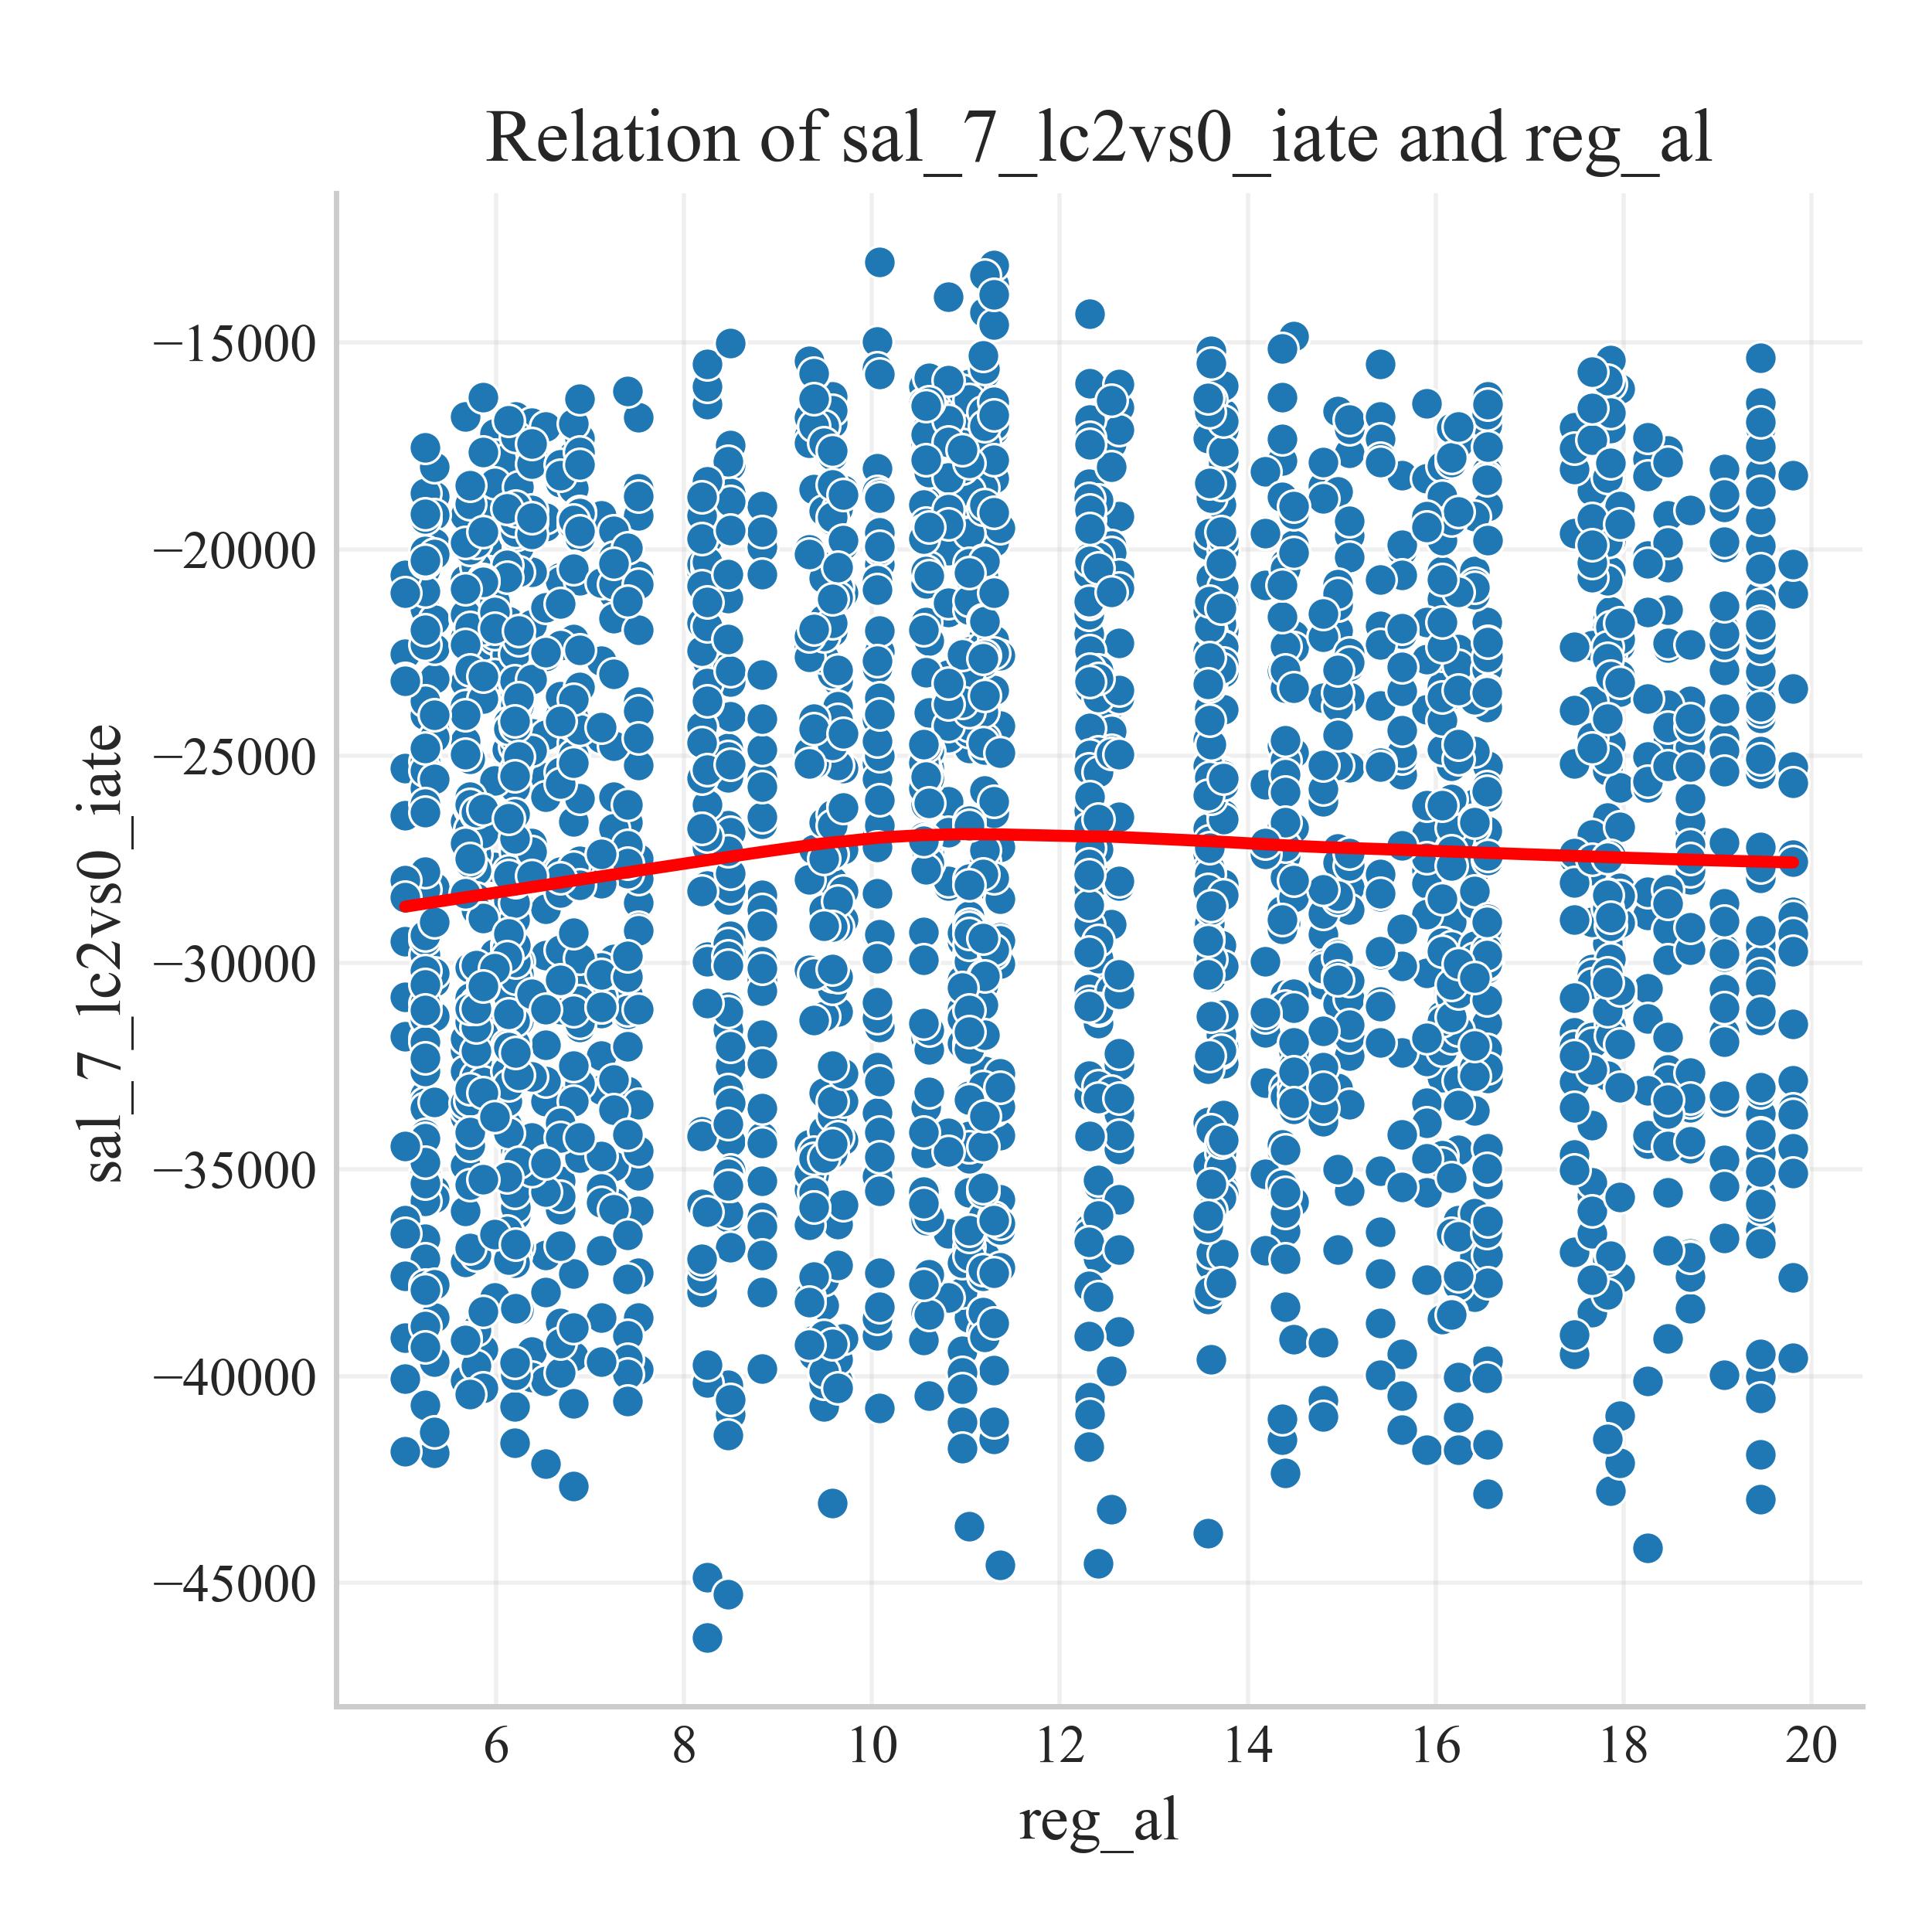 Relation of sal_7_lc2vs0_iate and reg_al
sal_7_lc2vs0_iate
−15000
−20000
−25000
−30000
−35000
−40000
−45000
6 8 10 12 14 16 18 20
reg_al